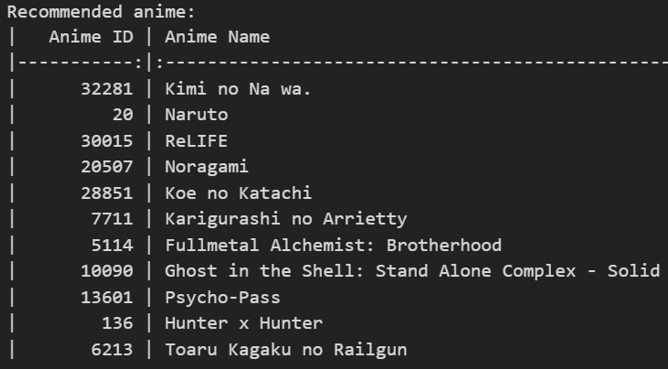 Recommended anime:
|   Anime ID | Anime Name
|-----------:|:-----------------------------------------------
|      32281 | Kimi no Na wa.
|         20 | Naruto
|      30015 | ReLIFE
|      20507 | Noragami
|      28851 | Koe no Katachi
|       7711 | Karigurashi no Arrietty
|       5114 | Fullmetal Alchemist: Brotherhood
|      10090 | Ghost in the Shell: Stand Alone Complex - Solid
|      13601 | Psycho-Pass
|        136 | Hunter x Hunter
|       6213 | Toaru Kagaku no Railgun